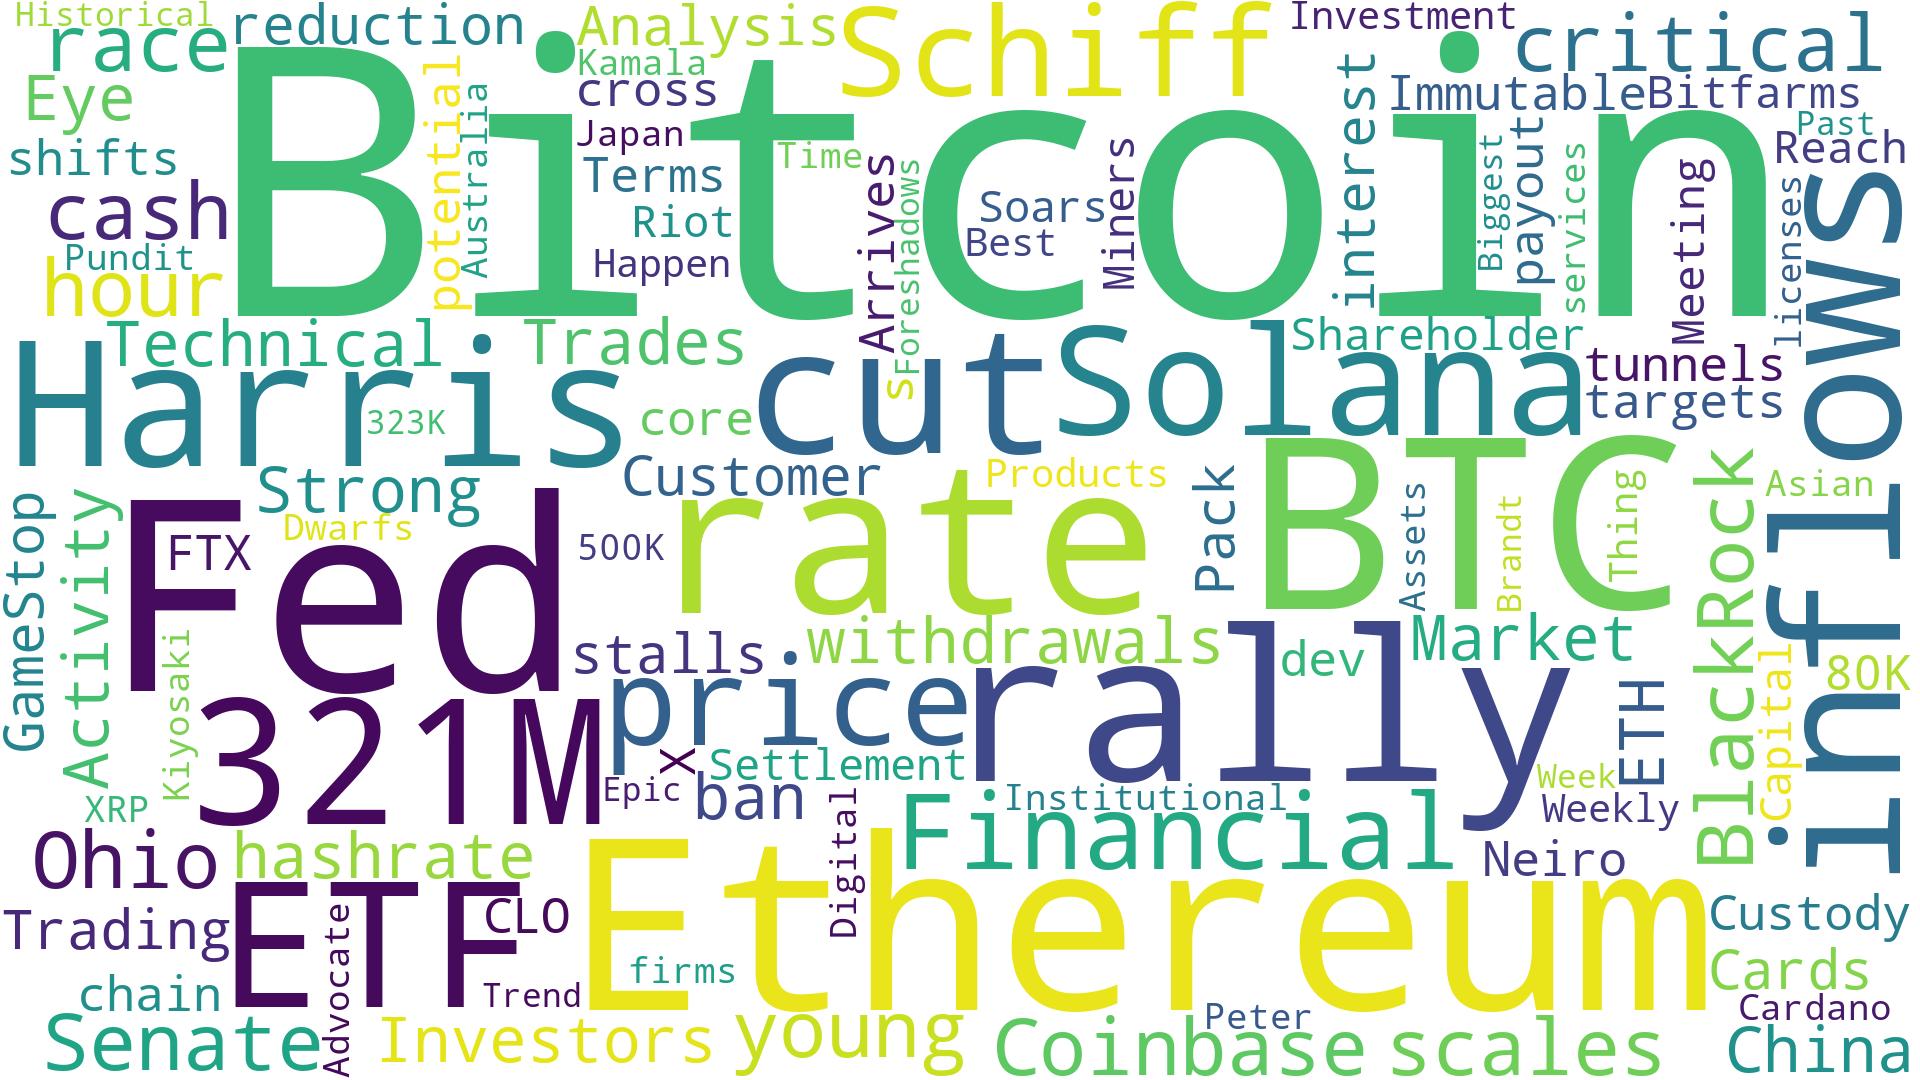 Historical
race
reduction
Analysis
Kamala
Schiff
Investment
critical
Eye
potential
Australia
cross
Japan
Bitcoin
Time
interest
Immutable
Bitfarms
Past
Reach
shifts
cash
Pundit
hour
Terms
Riot
Happen
Arrives
Foreshadows
Soars
Best
Miners
Biggest
payout
services
Meeting
licenses
inflows
Technical
Trades
Harris
323K
core
s
cut
Solana
Shareholder
tunnels
targets
Strong
Customer
Products
rate
Pack
BTC
Assets
Brandt
Thing
BlackRock
Asian
GameStop
Activity
Fed
FTX
Dwarfs
500K
Kiyosaki
stalls
withdrawals
dev
Market
Capital
80K
321M
price
rally
ETH
X
Settlement
Epic
ban
Week
Weekly
XRP
Institutional
Financial
Digital
Neiro
Ohio
hashrate
ETF
CLO
Ethereum
Trading
Advocate
firms
Trend
Custody
Cards
Cardano
chain
Senate
Investors
young
Peter
Coinbase
scales
China